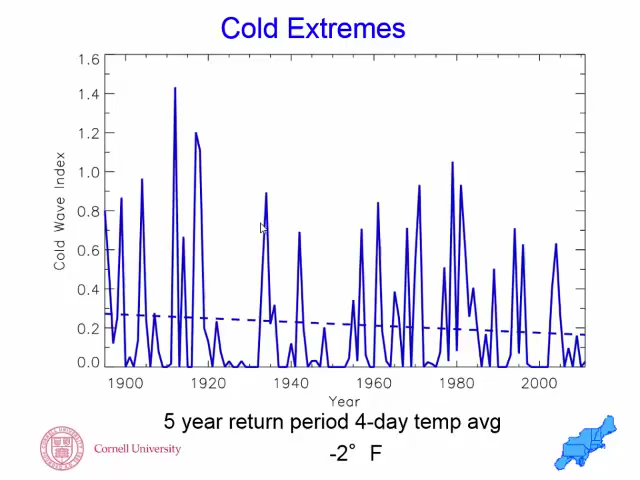 Cold Extremes
1.6
1.4
1.2
1.0
0.8
0.6
0.4
0.2
0.0
Cold Wave Index
1900 1920 1940 1960 1980 2000
Year
5 year return period 4-day temp avg
-2° F
Cornell University